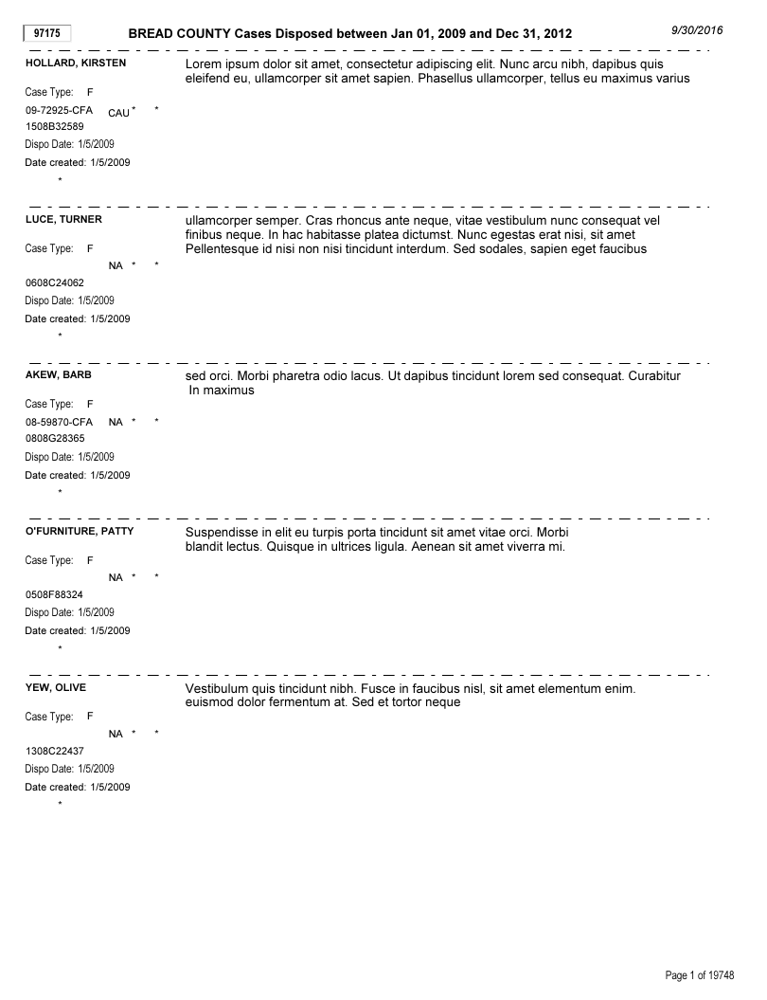 97175
BREAD COUNTY Cases Disposed between Jan 01, 2009 and Dec 31, 2012
9/30/2016
HOLLARD, KIRSTEN
Lorem ipsum dolor sit amet, consectetur adipiscing elit. Nunc arcu nibh, dapibus quis
eleifend eu, ullamcorper sit amet sapien. Phasellus ullamcorper, tellus eu maximus varius
Case Type: F
09-72925-CFA CAU * *
1508B32589
Dispo Date: 1/5/2009
Date created: 1/5/2009
*
LUCE, TURNER
ullamcorper semper. Cras rhoncus ante neque, vitae vestibulum nunc consequat vel
finibus neque. In hac habitasse platea dictumst. Nunc egestas erat nisi, sit amet
Pellentesque id nisi non nisi tincidunt interdum. Sed sodales, sapien eget faucibus
Case Type: F
NA * *
0608C24062
Dispo Date: 1/5/2009
Date created: 1/5/2009
*
AKEW, BARB
sed orci. Morbi pharetra odio lacus. Ut dapibus tincidunt lorem sed consequat. Curabitur
In maximus
Case Type: F
08-59870-CFA NA * *
0808G28365
Dispo Date: 1/5/2009
Date created: 1/5/2009
*
O'FURNITURE, PATTY
Suspendisse in elit eu turpis porta tincidunt sit amet vitae orci. Morbi
blandit lectus. Quisque in ultrices ligula. Aenean sit amet viverra mi.
Case Type: F
NA * *
0508F88324
Dispo Date: 1/5/2009
Date created: 1/5/2009
*
YEW, OLIVE
Vestibulum quis tincidunt nibh. Fusce in faucibus nisl, sit amet elementum enim.
euismod dolor fermentum at. Sed et tortor neque
Case Type: F
NA * *
1308C22437
Dispo Date: 1/5/2009
Date created: 1/5/2009
*
Page 1 of 19748